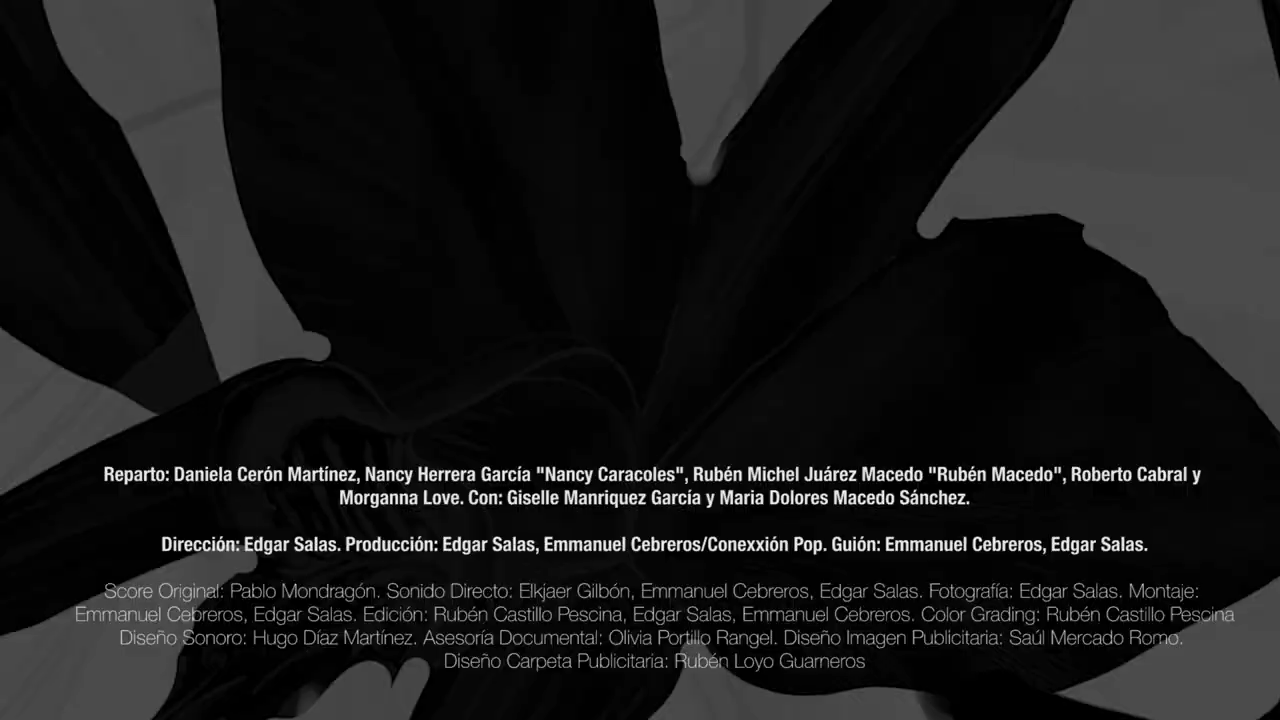 Reparto: Daniela Cerón Martínez, Nancy Herrera García "Nancy Caracoles", Rubén Michel Juárez Macedo "Rubén Macedo", Roberto Cabral y
Morganna Love. Con: Giselle Manriquez García y Maria Dolores Macedo Sánchez.
Dirección: Edgar Salas. Producción: Edgar Salas, Emmanuel Cebreros/Conexxión Pop. Guión: Emmanuel Cebreros, Edgar Salas.
Score Original: Pablo Mondragón. Sonido Directo: Elkjaer Gilbón, Emmanuel Cebreros, Edgar Salas. Fotografía: Edgar Salas. Montaje:
Emmanuel Cebreros, Edgar Salas. Edición: Rubén Castillo Pescina, Edgar Salas, Emmanuel Cebreros. Color Grading: Rubén Castillo Pescina
Diseño Sonoro: Hugo Díaz Martínez. Asesoría Documental: Olivia Portillo Rangel. Diseño Imagen Publicitaria: Saúl Mercado Romo.
Diseño Carpeta Publicitaria: Rubén Loyo Guarneros